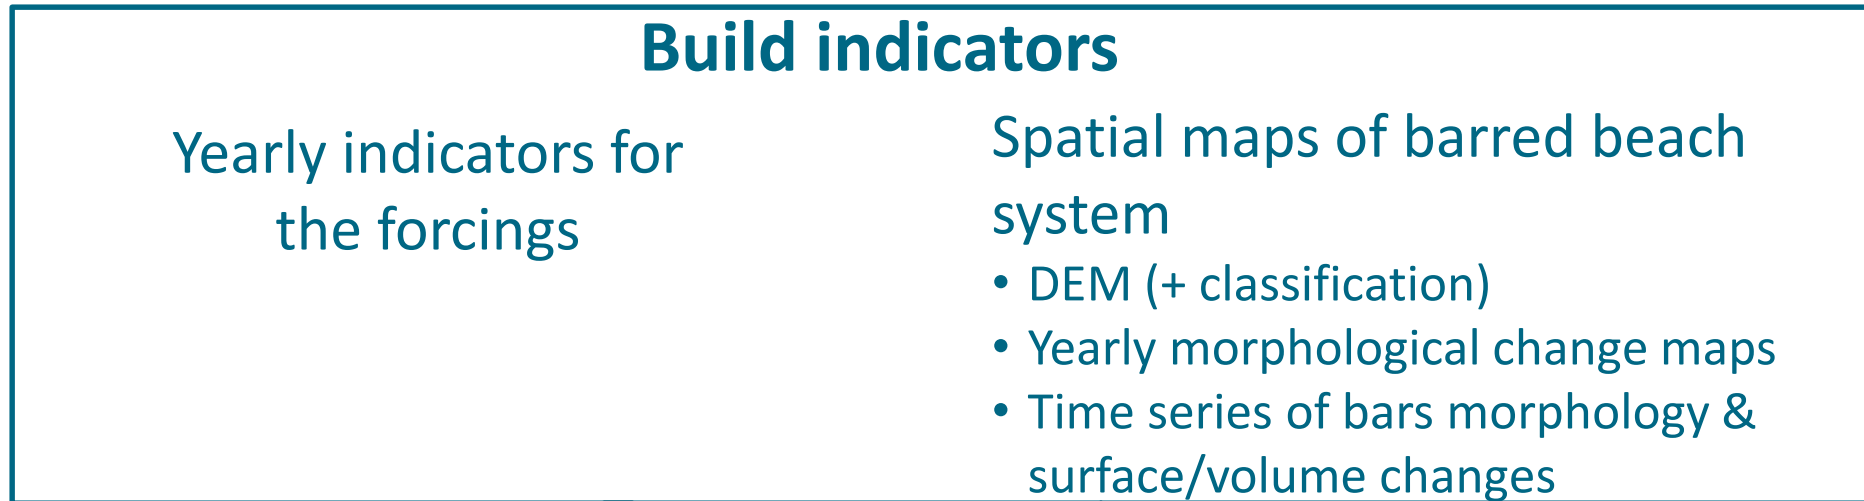 Build indicators
Yearly indicators for
the forcings
Spatial maps of barred beach
system
• DEM (+ classification)
• Yearly morphological change maps
• Time series of bars morphology &
surface/volume changes